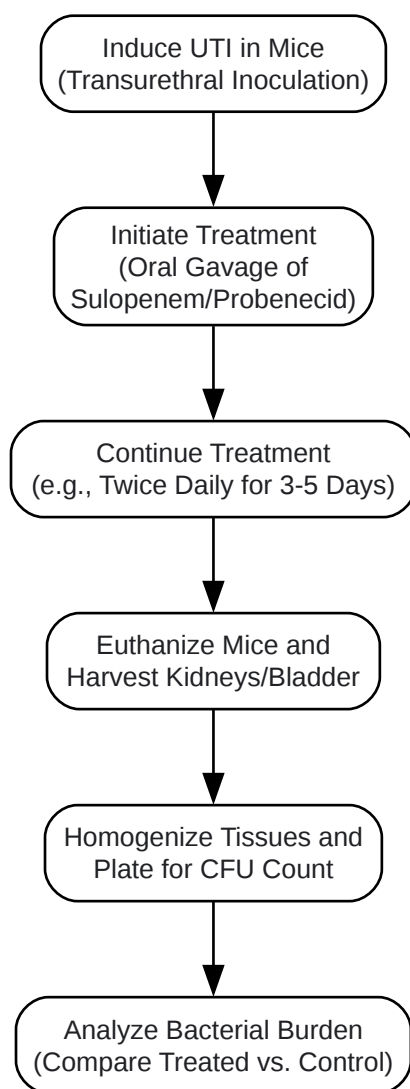 Induce UTI in Mice
(Transurethral Inoculation)
Initiate Treatment
(Oral Gavage of
Sulopenem/Probenecid)
Continue Treatment
(e.g., Twice Daily for 3-5 Days)
Euthanize Mice and
Harvest Kidneys/Bladder
Homogenize Tissues and
Plate for CFU Count
Analyze Bacterial Burden
(Compare Treated vs. Control)